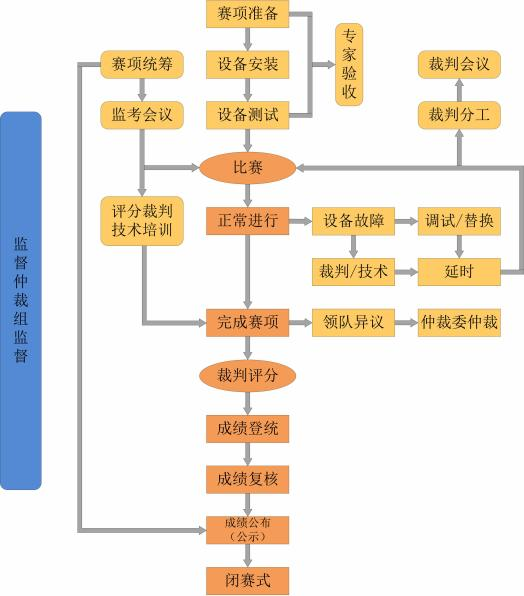 赛项准备
专家验收
赛项统筹
设备安装
裁判会议
监考会议
设备测试
裁判分工
比赛
评分裁判
技术培训
正常进行
设备故障
调试/替换
监督仲裁组监督
裁判/技术
延时
完成赛项
领队异议
仲裁委仲裁
裁判评分
成绩登统
成绩复核
成绩公布
（公示）
闭赛式